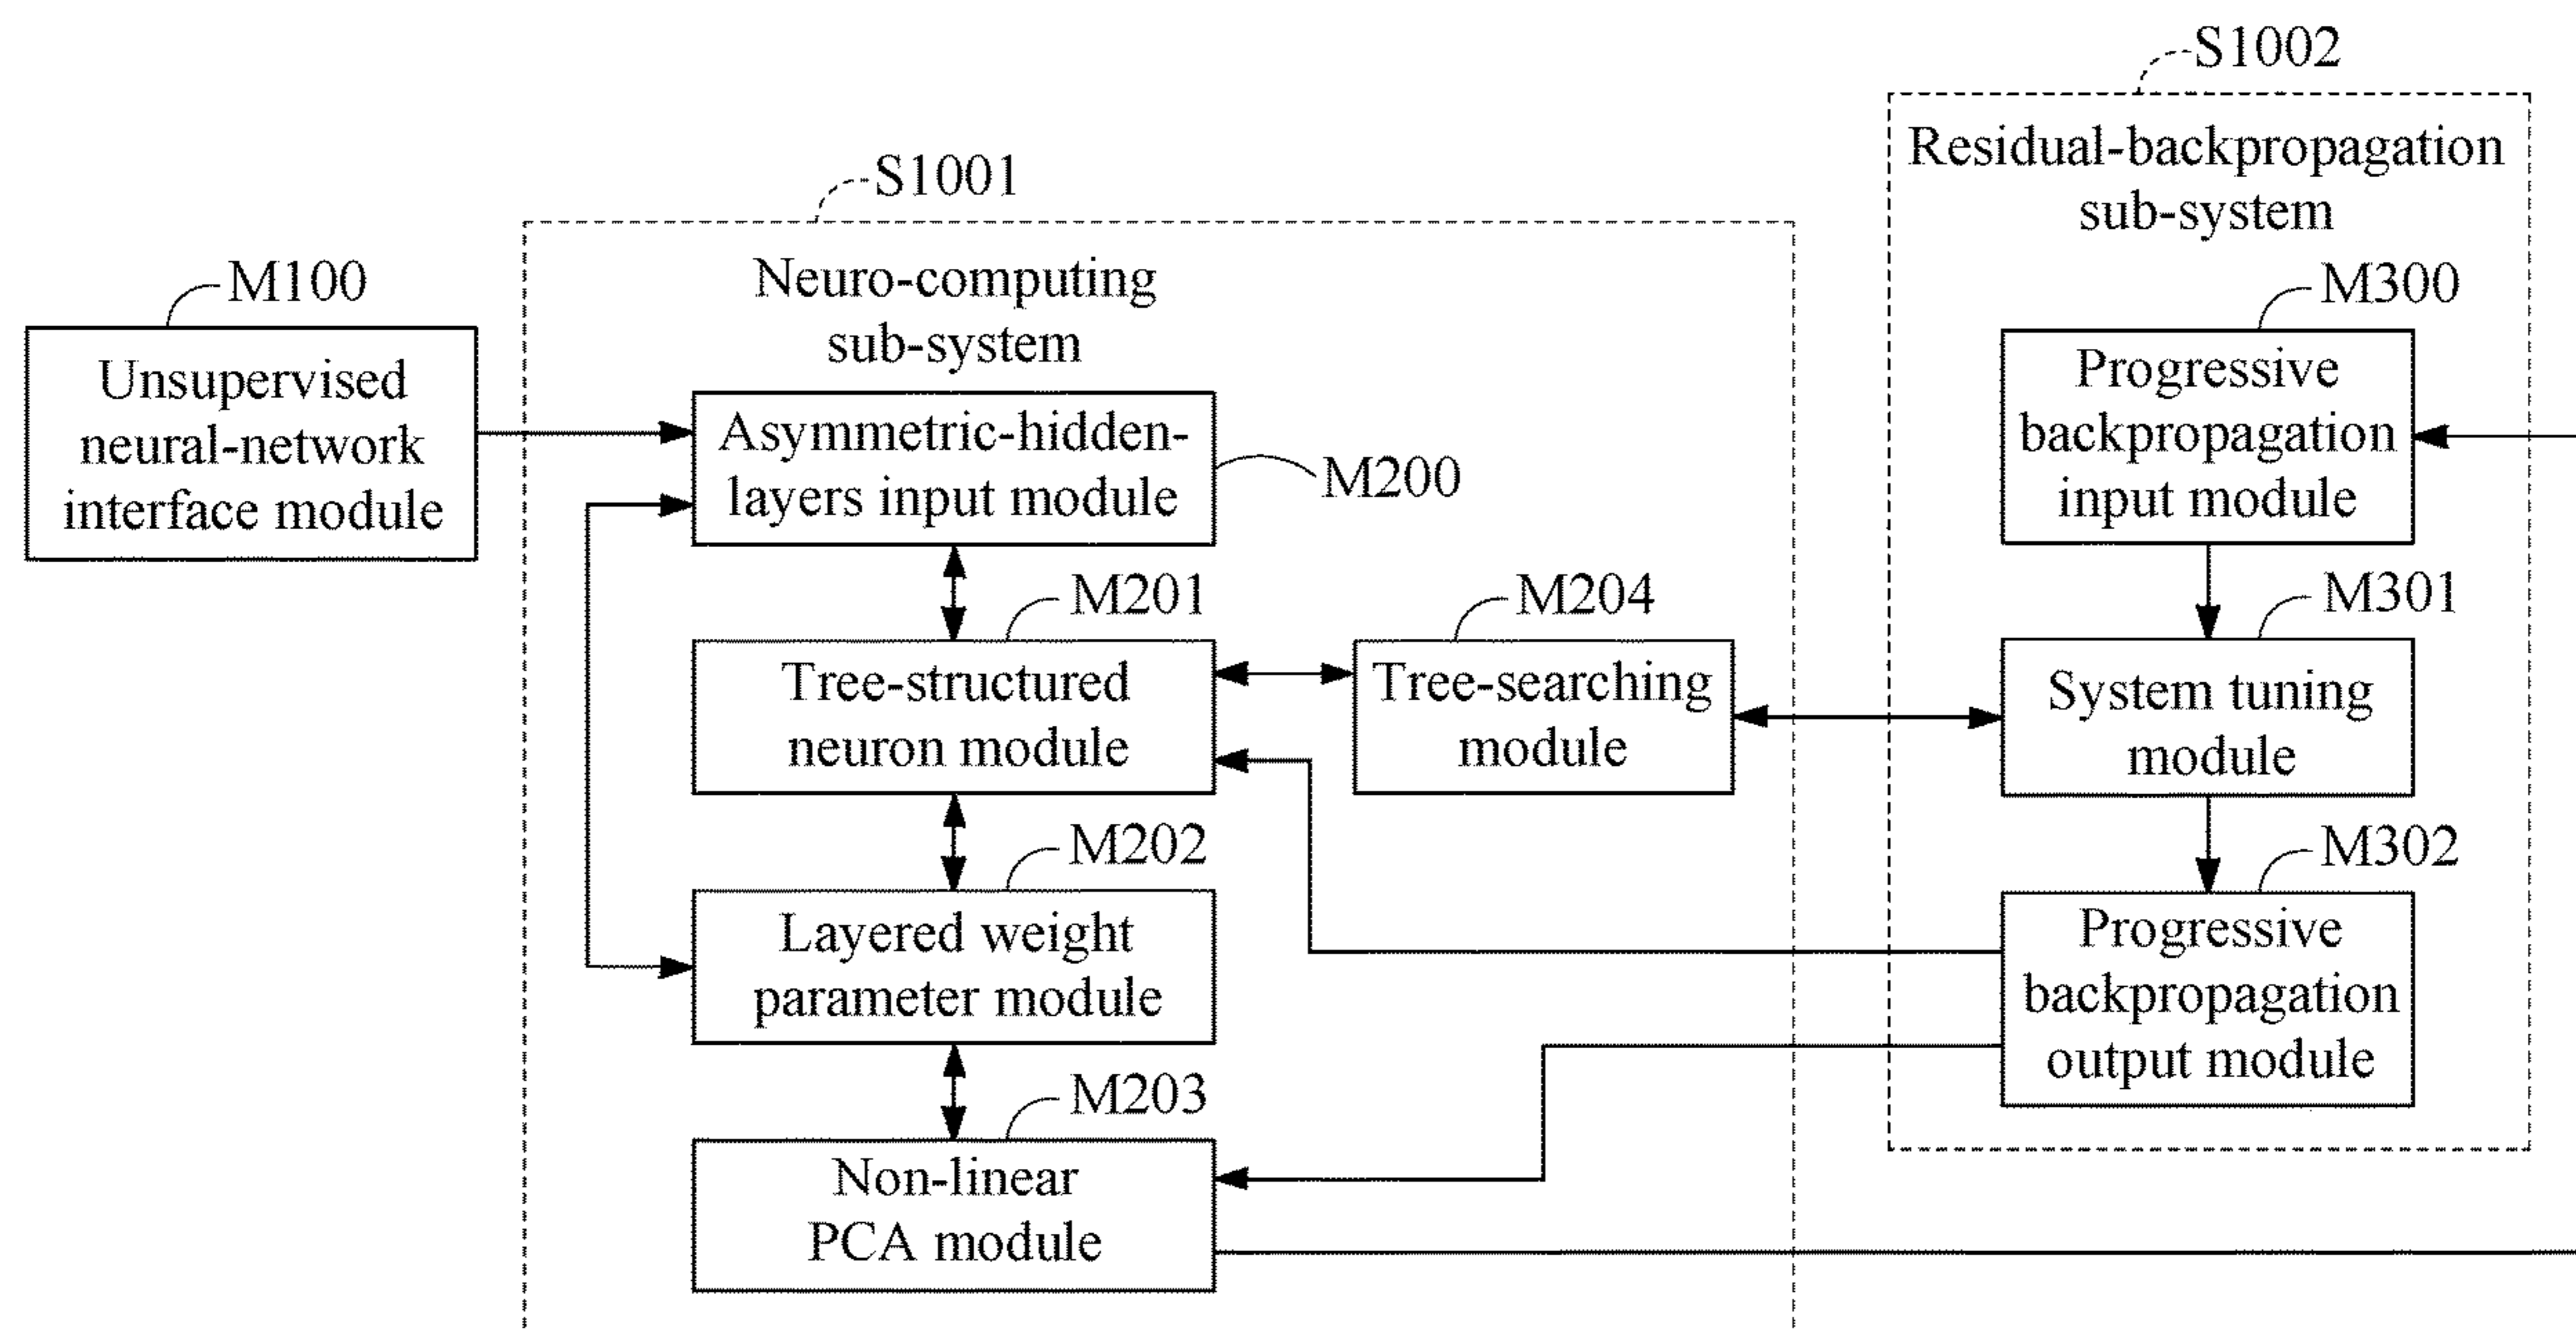 S1002
Residual-backpropagation
sub-system
S1001
Neuro-computing
sub-system
M100
Unsupervised
neural-network
interface module
Asymmetric-hidden-
layers input module
M200
M300
Progressive
backpropagation
input module
M201
Tree-structured
neuron module
M204
Tree-searching
module
M301
System tuning
module
M202
Layered weight
parameter module
M302
Progressive
backpropagation
output module
M203
Non-linear
PCA module